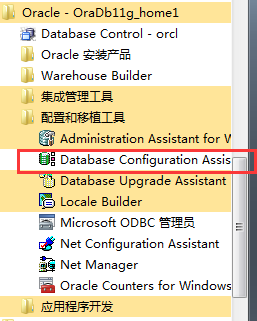 Oracle - OraDb11g_home1
Database Control - orcl
Oracle 安装产品
Warehouse Builder
集成管理工具
配置和移植工具
Administration Assistant for W
Database Configuration Assis
Database Upgrade Assistant
Locale Builder
Microsoft ODBC 管理员
Net Configuration Assistant
Net Manager
Oracle Counters for Windows
应用程序开发